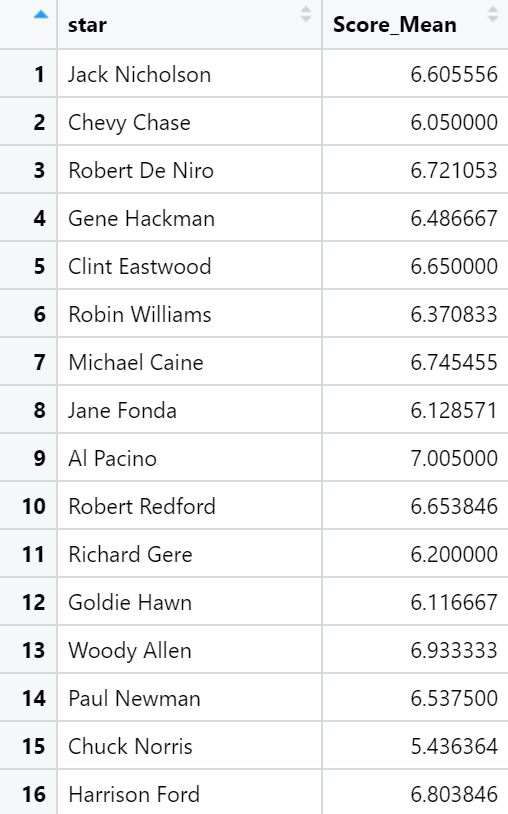 star Score_Mean
1 Jack Nicholson 6.605556
2 Chevy Chase 6.050000
3 Robert De Niro 6.721053
4 Gene Hackman 6.486667
5 Clint Eastwood 6.650000
6 Robin Williams 6.370833
7 Michael Caine 6.745455
8 Jane Fonda 6.128571
9 Al Pacino 7.005000
10 Robert Redford 6.653846
11 Richard Gere 6.200000
12 Goldie Hawn 6.116667
13 Woody Allen 6.933333
14 Paul Newman 6.537500
15 Chuck Norris 5.436364
16 Harrison Ford 6.803846